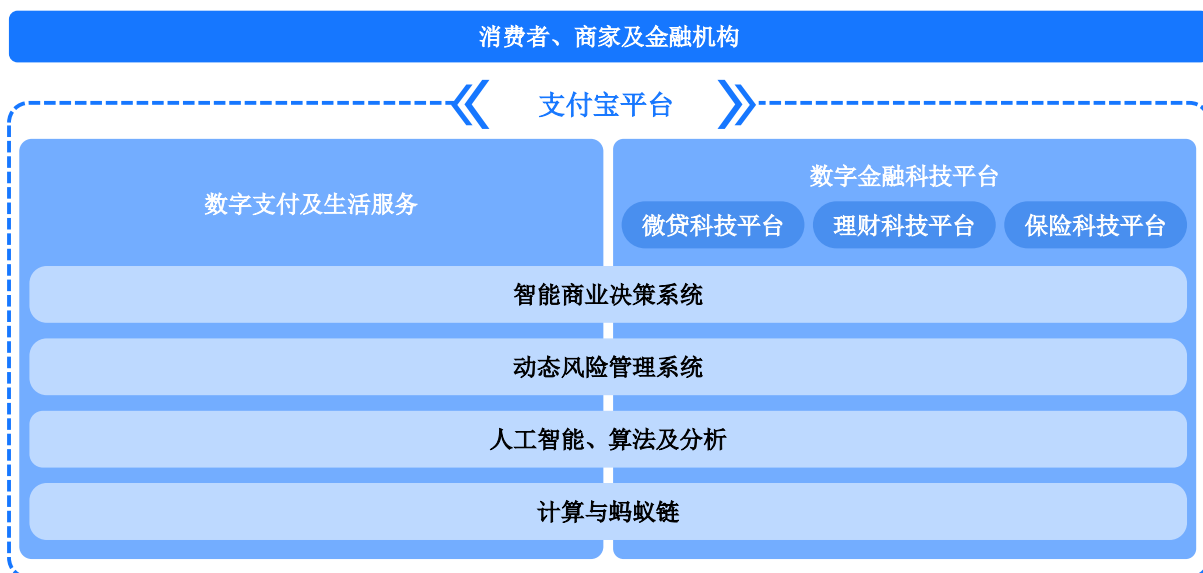 消费者、商家及金融机构
支付宝平台
数字支付及生活服务
数字金融科技平台
微贷科技平台
理财科技平台
保险科技平台
智能商业决策系统
动态风险管理系统
人工智能、算法及分析
计算与蚂蚁链